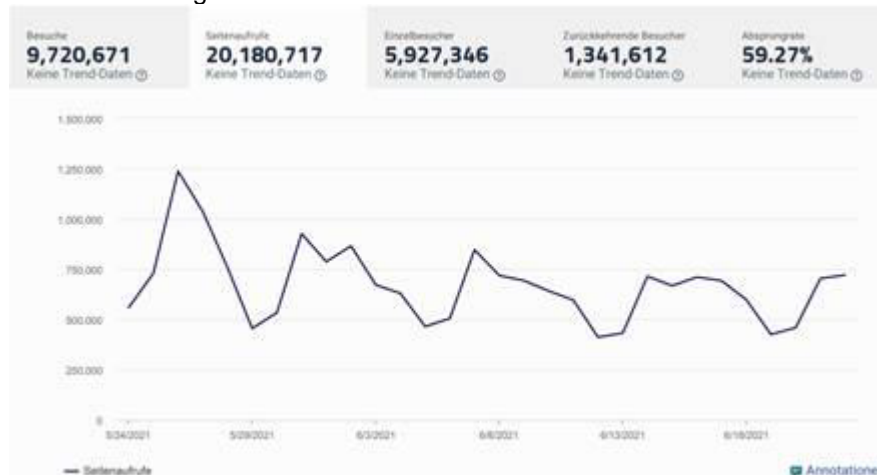 Besuche
9,720,671
Keine Trend-Daten
Seitenaufrufe
20,180,717
Keine Trend-Daten
Einzelbesucher
5,927,346
Keine Trend-Daten
Zurückkehrende Besucher
1,341,612
Keine Trend-Daten
Absprungrate
59.27%
Keine Trend-Daten
1,500,000
1,250,000
1,000,000
750,000
500,000
250,000
0
5/24/2021
5/29/2021
6/3/2021
6/8/2021
6/13/2021
6/18/2021
Seitenaufrufe
Annotatione